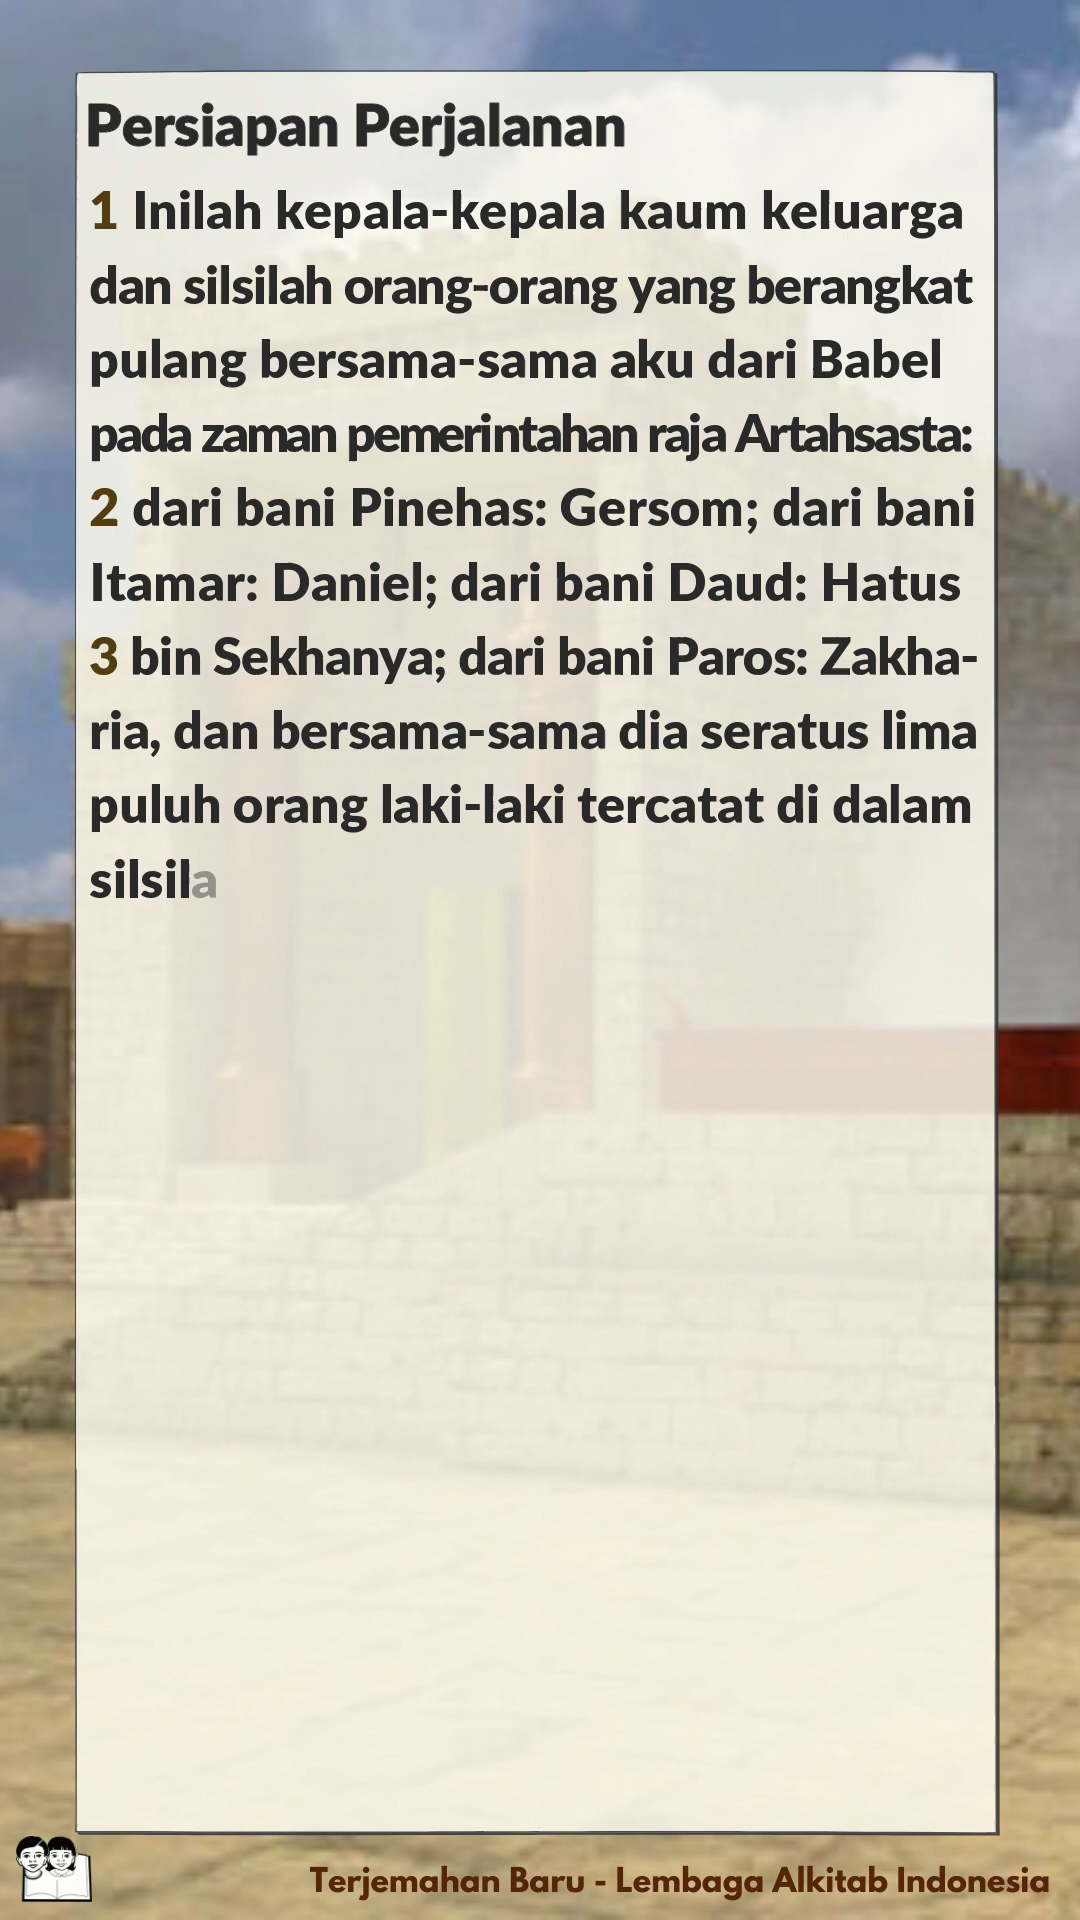 Persiapan Perjalanan
1 Inilah kepala-kepala kaum keluarga
dan silsilah orang-orang yang berangkat
pulang bersama-sama aku dari Babel
pada zaman pemerintahan raja Artahsasta:
2 dari bani Pinehas: Gersom; dari bani
Itamar: Daniel; dari bani Daud: Hatus
3 bin Sekhanya; dari bani Paros: Zakha-
ria, dan bersama-sama dia seratus lima
puluh orang laki-laki tercatat di dalam
silsila
Terjemahan Baru - Lembaga Alkitab Indonesia